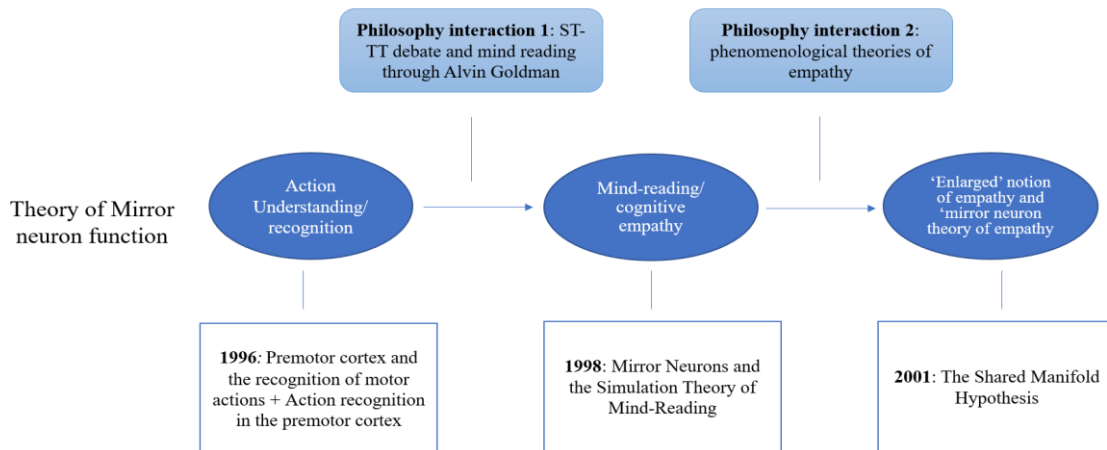 Philosophy interaction 1: ST-
TT debate and mind reading
through Alvin Goldman
Philosophy interaction 2:
phenomenological theories of
empathy
Theory of Mirror
neuron function
Action
Understanding/
recognition
Mind-reading/
cognitive
empathy
‘Enlarged’ notion
of empathy and
‘mirror neuron
theory of empathy
1996: Premotor cortex and
the recognition of motor
actions + Action recognition
in the premotor cortex
1998: Mirror Neurons and
the Simulation Theory of
Mind-Reading
2001: The Shared Manifold
Hypothesis